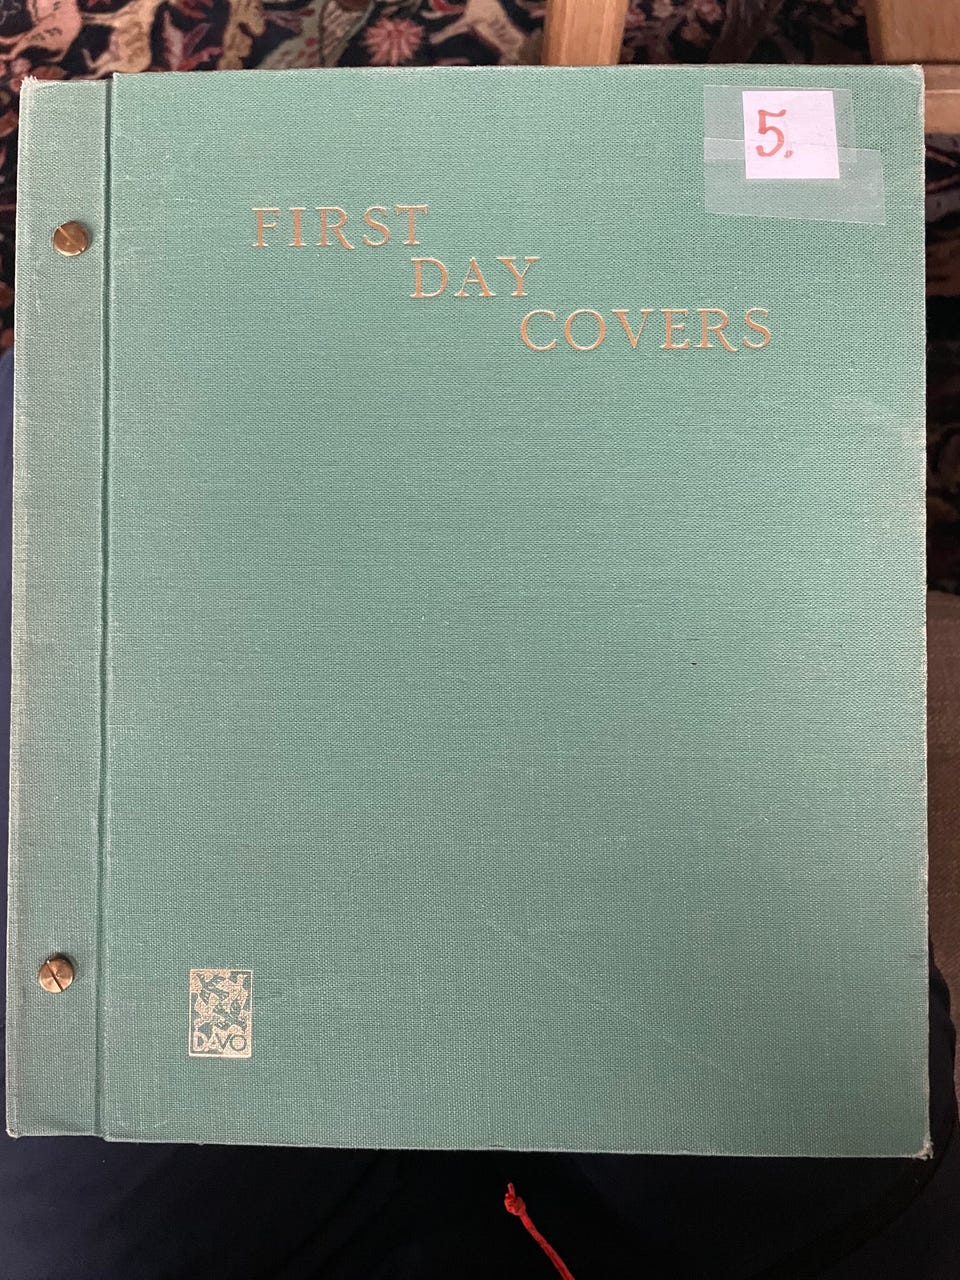 5.
FIRST
DAY
COVERS
DAVO